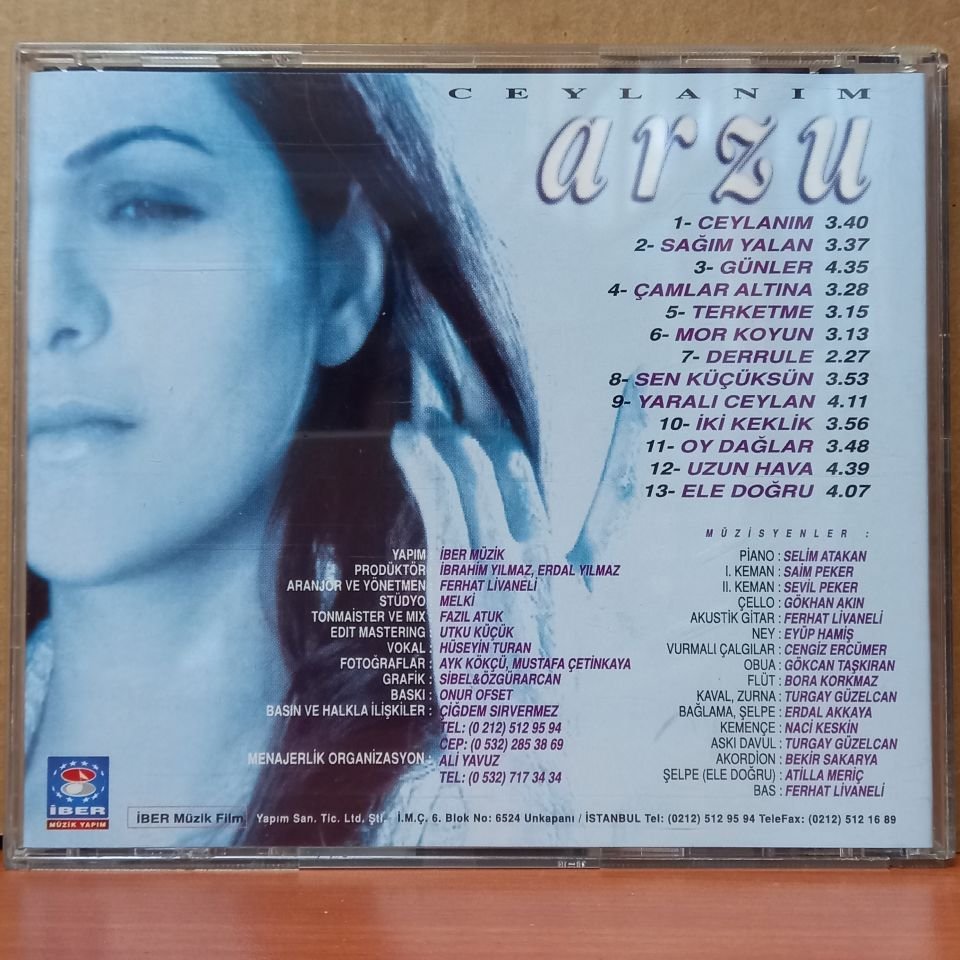 CEYLANIM
arzu
1- CEYLANIM 3.40
2- SAĞIM YALAN 3.37
3- GÜNLER 4.35
4- ÇAMLAR ALTINA 3.28
5- TERKETME 3.15
6- MOR KOYUN 3.13
7- DERRULE 2.27
8- SEN KÜÇÜKSÜN 3.53
9- YARALI CEYLAN 4.11
10- İKİ KEKLİK 3.56
11- OY DAĞLAR 3.48
12- UZUN HAVA 4.39
13- ELE DOĞRU 4.07
YAPIM : İBER MÜZİK
PRODÜKTÖR : İBRAHİM YILMAZ, ERDAL YILMAZ
ARANJÖR VE YÖNETMEN : FERHAT LİVANELİ
STÜDYO : MELKİ
TONMAİSTER VE MIX : FAZIL ATUK
EDIT MASTERING : UTKU KÜÇÜK
VOKAL : HÜSEYİN TURAN
FOTOĞRAFLAR : AYK KÖKÇÜ, MUSTAFA ÇETİNKAYA
GRAFİK : SİBEL&ÖZGÜRARCAN
BASKI : ONUR OFSET
BASIN VE HALKLA İLİŞKİLER : ÇİĞDEM SIRVERMEZ
TEL: (0 212) 512 95 94
CEP: (0 532) 285 38 69
MENAJERLİK ORGANİZASYON : ALİ YAVUZ
TEL: (0 532) 717 34 34
MÜZİSYENLER :
PİANO : SELİM ATAKAN
I. KEMAN : SAİM PEKER
II. KEMAN : SEVİL PEKER
ÇELLO : GÖKHAN AKIN
AKUSTİK GİTAR : FERHAT LİVANELİ
NEY : EYÜP HAMİŞ
VURMALI ÇALGILAR : CENGİZ ERCÜMER
OBUA : GÖKCAN TAŞKIRAN
FLÜT : BORA KORKMAZ
KAVAL, ZURNA : TURGAY GÜZELCAN
BAĞLAMA, ŞELPE : ERDAL AKKAYA
KEMENÇE : NACİ KESKİN
ASKI DAVUL : TURGAY GÜZELCAN
AKORDİON : BEKİR SAKARYA
ŞELPE (ELE DOĞRU) : ATİLLA MERİÇ
BAS : FERHAT LİVANELİ
İBER
MÜZİK YAPIM
İBER Müzik Film Yapım San. Tic. Ltd. Şti. İ.M.Ç. 6. Blok No: 6524 Unkapanı / İSTANBUL Tel: (0212) 512 95 94 TeleFax: (0212) 512 16 89